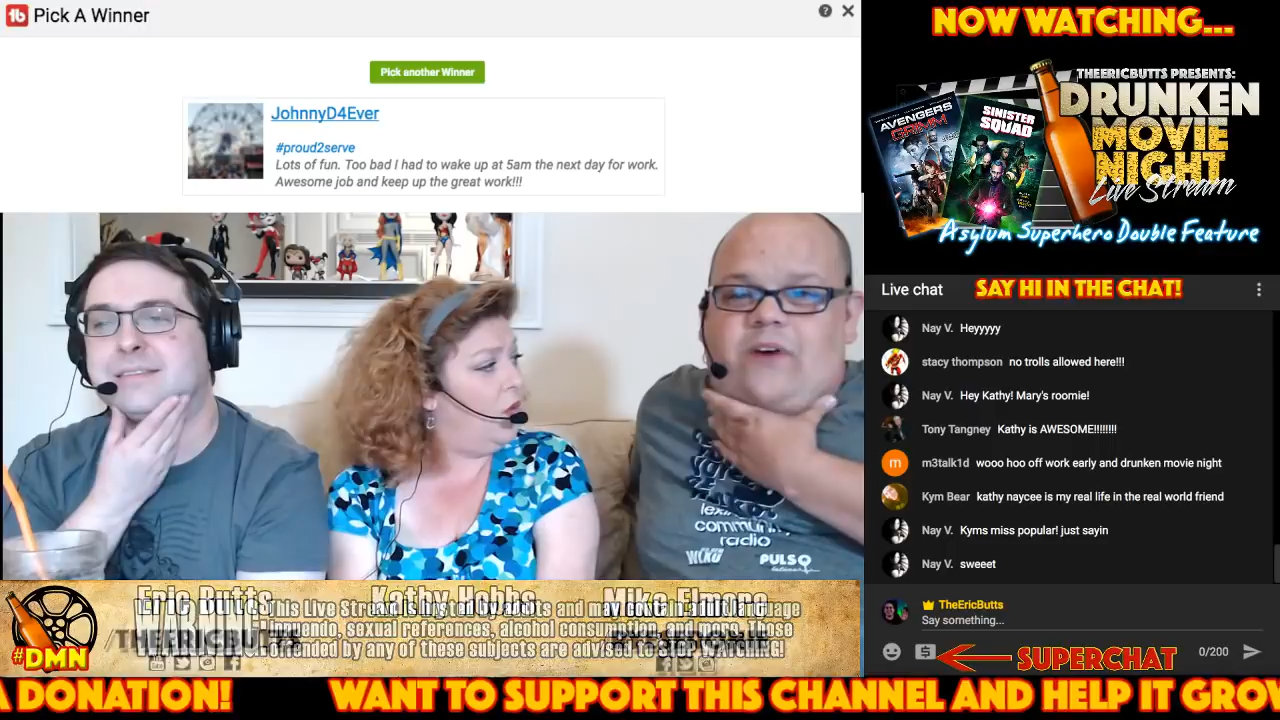 Pick A Winner
Pick another Winner
JohnnyD4Ever
#proud2serve
Lots of fun. Too bad I had to wake up at 5am the next day for work.
Awesome job and keep up the great work!!!
NOW WATCHING...
THEERICBUTTS PRESENTS:
DRUNKEN
MOVIE
NIGHT
Live Stream
AVENGERS
GRIMM
SINISTER
SQUAD
Asylum Superhero Double Feature
Live chat
SAY HI IN THE CHAT!
Nay V. Heyyyyy
stacy thompson no trolls allowed here!!!
Nay V. Hey Kathy! Mary's roomie!
Tony Tangney Kathy is AWESOME!!!!!!!!
m3talk1d wooo hoo off work early and drunken movie night
Kym Bear kathy naycee is my real life in the real world friend
Nay V. Kyms miss popular! just sayin
Nay V. sweeet
TheEricButts
Say something...
SUPERCHAT
0/200
community
radio
WLXU
PULSO
Eric Butts
Kathy Hobbs
Mike Elmore
WARNING!
This Live Stream is hosted by adults and may contain adult language
innuendo, sexual references, alcohol consumption, and more. Those
offended by any of these subjects are advised to STOP WATCHING!
/THEERICBUTTS
#DMN
A DONATION!
WANT TO SUPPORT THIS CHANNEL AND HELP IT GROW